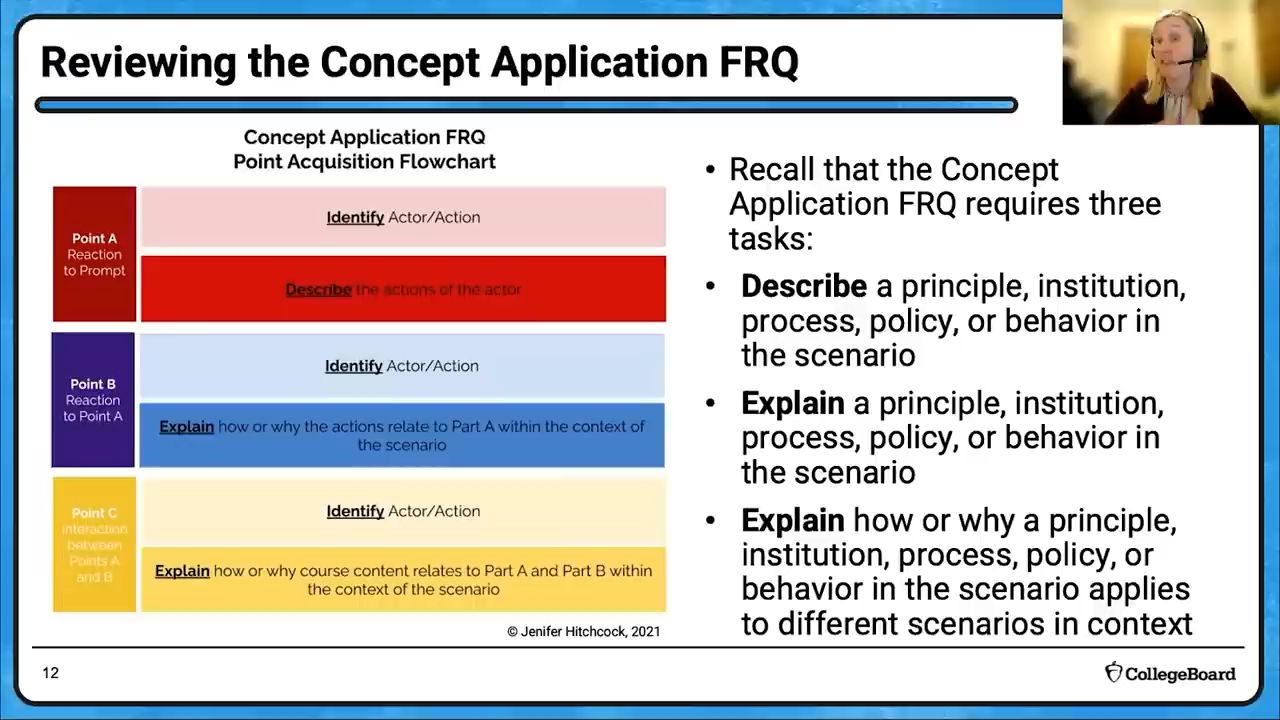 Reviewing the Concept Application FRQ
Concept Application FRQ
Point Acquisition Flowchart
Point A
Reaction
to Prompt
Identify Actor/Action
Describe the actions of the actor
Point B
Reaction
to Point A
Identify Actor/Action
Explain how or why the actions relate to Part A within the context of
the scenario
Point C
interaction
between
Points A
and B
Identify Actor/Action
Explain how or why course content relates to Part A and Part B within
the context of the scenario
© Jenifer Hitchcock, 2021
• Recall that the Concept
Application FRQ requires three
tasks:
• Describe a principle, institution,
process, policy, or behavior in
the scenario
• Explain a principle, institution,
process, policy, or behavior in
the scenario
• Explain how or why a principle,
institution, process, policy, or
behavior in the scenario applies
to different scenarios in context
12
CollegeBoard